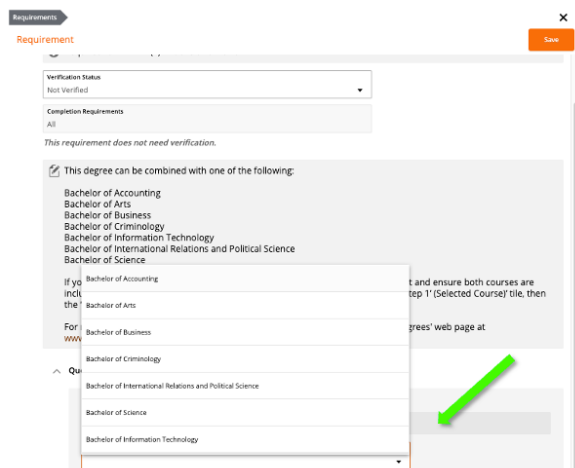 Requirements
Requirement
Save
Verification Status
Not Verified
Completion Requirements
All
This requirement does not need verification.
This degree can be combined with one of the following:
Bachelor of Accounting
Bachelor of Arts
Bachelor of Business
Bachelor of Criminology
Bachelor of Information Technology
Bachelor of International Relations and Political Science
Bachelor of Science
If yo
t and ensure both courses are
inclu
tep 1' (Selected Course)' tile, then
the '
For
grees' web page at
www
Qu
Bachelor of Accounting
Bachelor of Arts
Bachelor of Business
Bachelor of Criminology
Bachelor of International Relations and Political Science
Bachelor of Science
Bachelor of Information Technology